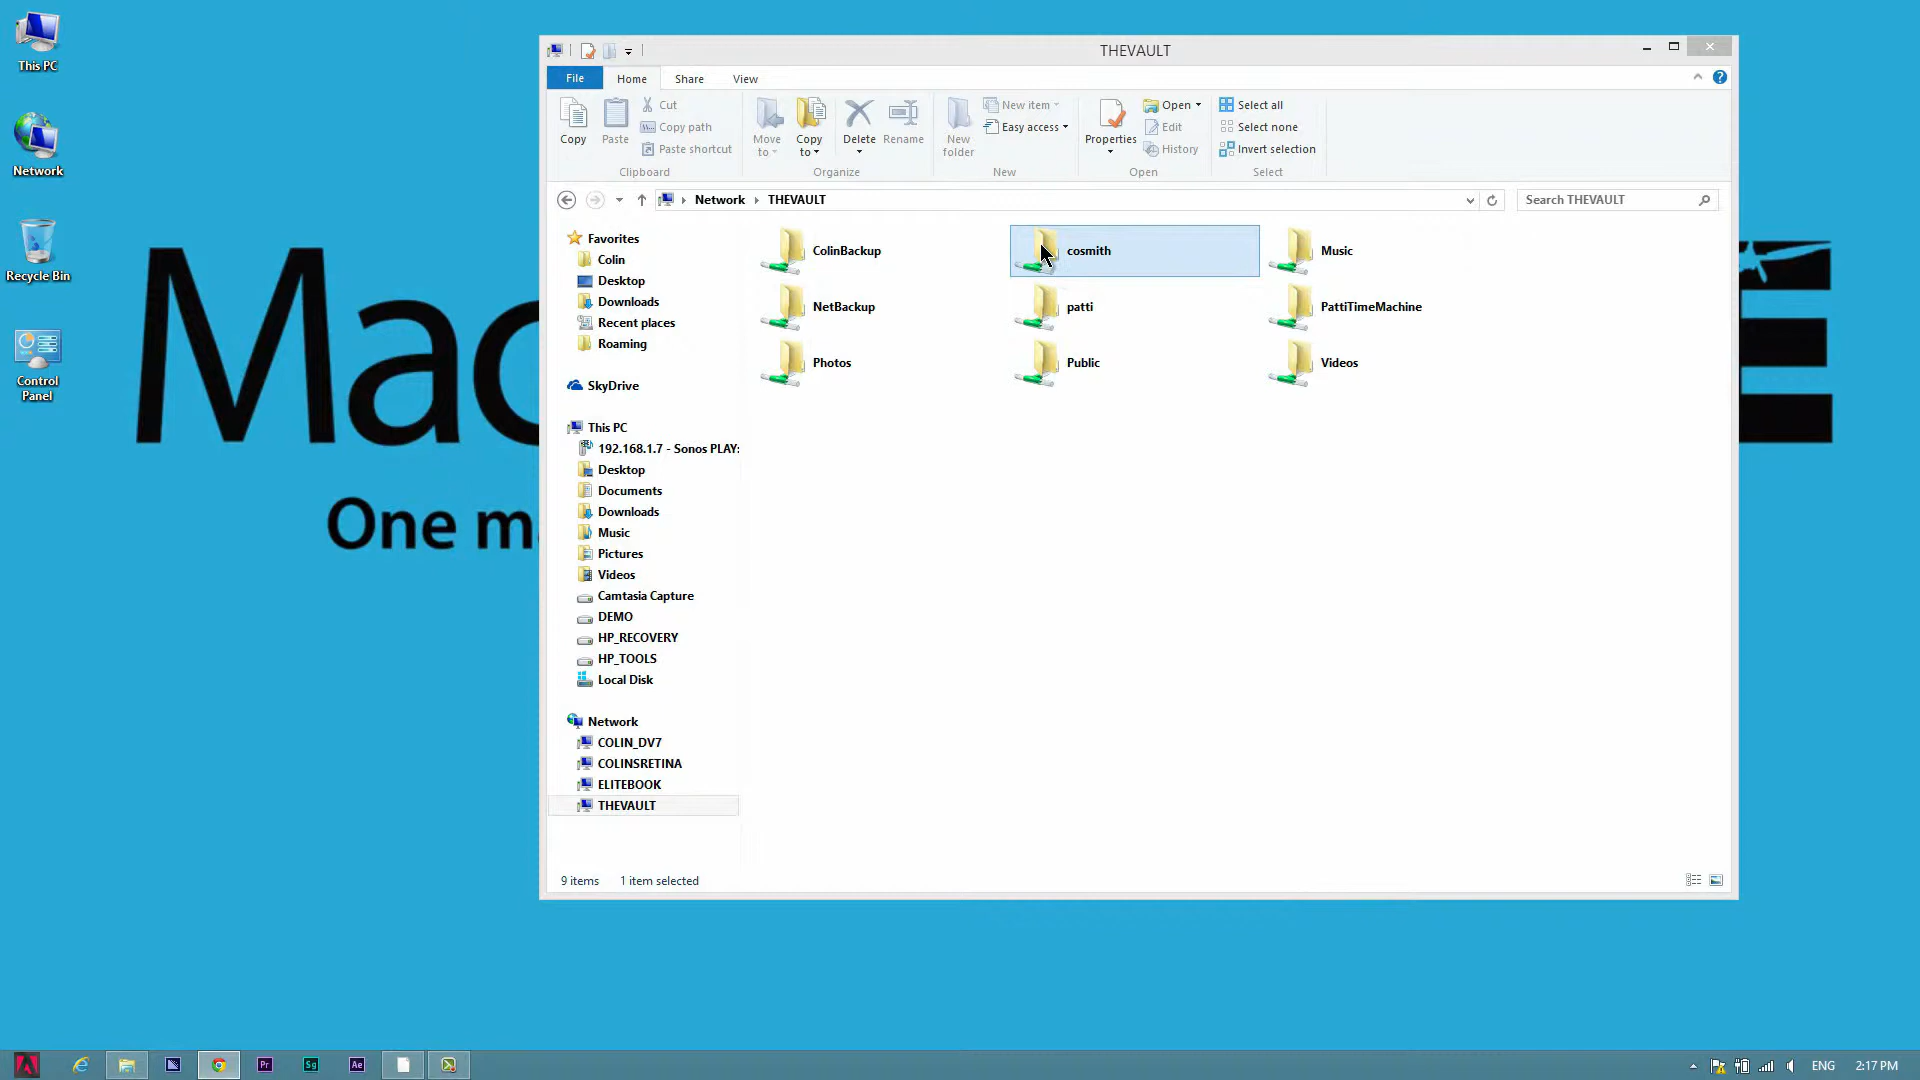 This PC
Network
Recycle Bin
Control
Panel
Mac
E
One m
THEVAULT
File Home Share View
Copy
Paste
Cut
Copy path
Paste shortcut
Clipboard
Move
to
Copy
to
Delete
Rename
Organize
New
folder
New item
Easy access
New
Properties
Open
Edit
History
Open
Select all
Select none
Invert selection
Select
Network THEVAULT
Search THEVAULT
Favorites
Colin
Desktop
Downloads
Recent places
Roaming
SkyDrive
This PC
192.168.1.7 - Sonos PLAY:
Desktop
Documents
Downloads
Music
Pictures
Videos
Camtasia Capture
DEMO
HP_RECOVERY
HP_TOOLS
Local Disk
Network
COLIN_DV7
COLINSRETINA
ELITEBOOK
THEVAULT
ColinBackup
cosmith
Music
NetBackup
patti
PattiTimeMachine
Photos
Public
Videos
9 items 1 item selected
Pr
Sg
Ae
ENG
2:17 PM